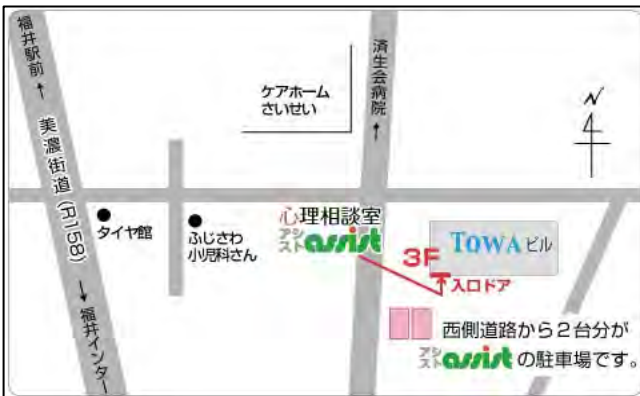 福井駅前
↑
美濃街道(R158)
↓
福井インター
ケアホーム
さいせい
済生会病院
↑
N
タイヤ館
ふじさわ
小児科さん
心理相談室
アシスト assist
3F
TOWA ビル
入口ドア
西側道路から2台分が
アシスト assist の駐車場です。